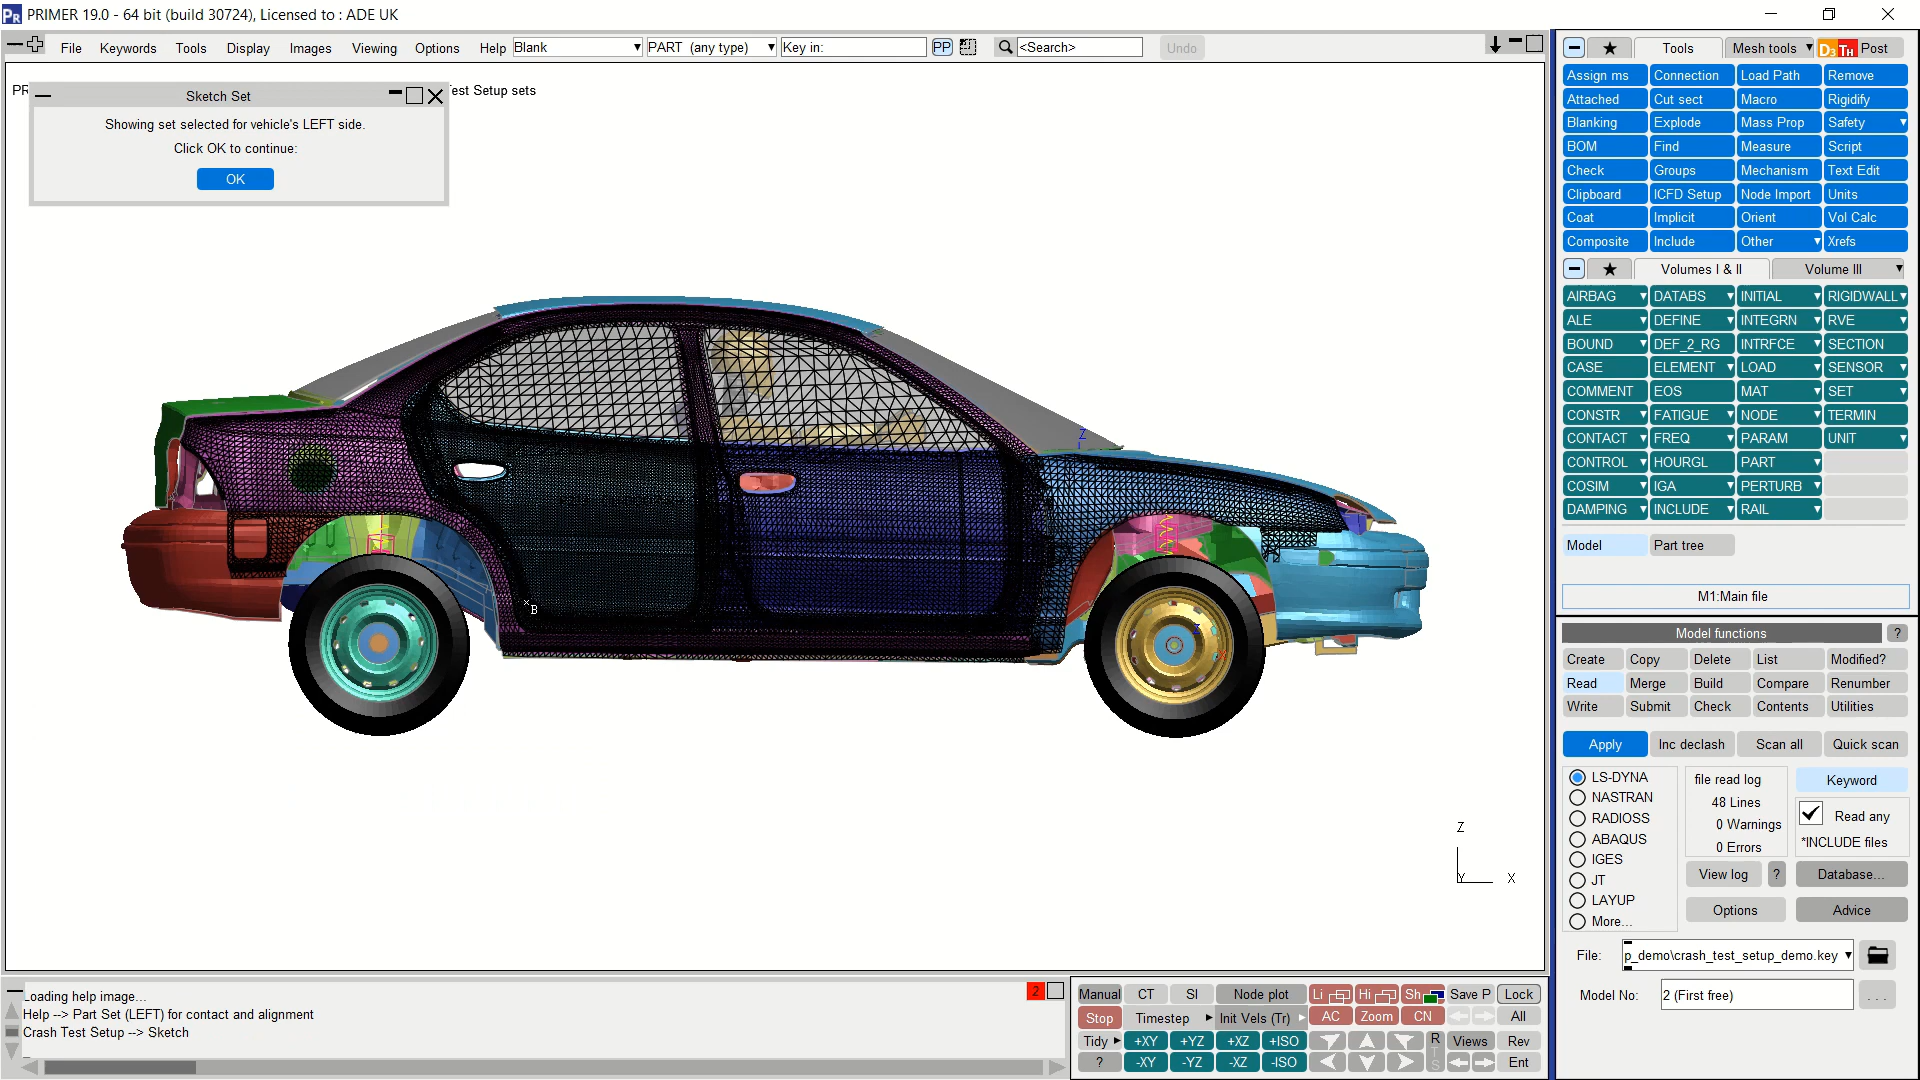 PRIMER 19.0 - 64 bit (build 30724), Licensed to : ADE UK
File Keywords Tools Display Images Viewing Options Help Blank PART (any type) Key in: PP <Search> Undo
Test Setup sets
Sketch Set
Showing set selected for vehicle's LEFT side.
Click OK to continue:
OK
Z
B
Z
Y X
Loading help image...
Help --> Part Set (LEFT) for contact and alignment
Crash Test Setup --> Sketch
2
Manual CT SI Node plot Li Hi Sh Save P Lock
Stop Timestep Init Vels (Tr) AC Zoom CN All
Tidy +XY +YZ +XZ +ISO R Views Rev
? -XY -YZ -XZ -ISO T S Ent
Tools Mesh tools D3 TH Post
Assign ms Connection Load Path Remove
Attached Cut sect Macro Rigidify
Blanking Explode Mass Prop Safety
BOM Find Measure Script
Check Groups Mechanism Text Edit
Clipboard ICFD Setup Node Import Units
Coat Implicit Orient Vol Calc
Composite Include Other Xrefs
Volumes I & II Volume III
AIRBAG DATABS INITIAL RIGIDWALL
ALE DEFINE INTEGRN RVE
BOUND DEF_2_RG INTRFCE SECTION
CASE ELEMENT LOAD SENSOR
COMMENT EOS MAT SET
CONSTR FATIGUE NODE TERMIN
CONTACT FREQ PARAM UNIT
CONTROL HOURGL PART
COSIM IGA PERTURB
DAMPING INCLUDE RAIL
Model Part tree
M1:Main file
Model functions ?
Create Copy Delete List Modified?
Read Merge Build Compare Renumber
Write Submit Check Contents Utilities
Apply Inc declash Scan all Quick scan
LS-DYNA
NASTRAN
RADIOSS
ABAQUS
IGES
JT
LAYUP
More...
file read log
48 Lines
0 Warnings
0 Errors
View log ?
Options
Keyword
Read any
*INCLUDE files
Database...
Advice
File: p_demo\crash_test_setup_demo.key
Model No: 2 (First free) ...